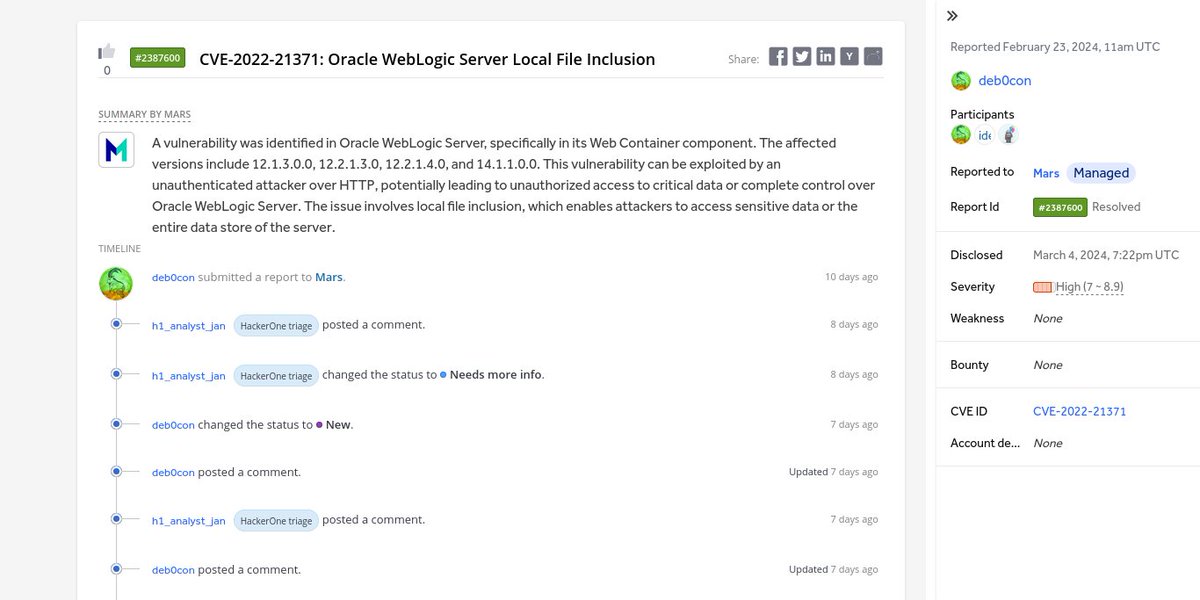 0
#2387600
CVE-2022-21371: Oracle WebLogic Server Local File Inclusion
Share:
SUMMARY BY MARS
A vulnerability was identified in Oracle WebLogic Server, specifically in its Web Container component. The affected
versions include 12.1.3.0.0, 12.2.1.3.0, 12.2.1.4.0, and 14.1.1.0.0. This vulnerability can be exploited by an
unauthenticated attacker over HTTP, potentially leading to unauthorized access to critical data or complete control over
Oracle WebLogic Server. The issue involves local file inclusion, which enables attackers to access sensitive data or the
entire data store of the server.
TIMELINE
deb0con submitted a report to Mars. 10 days ago
h1_analyst_jan HackerOne triage posted a comment. 8 days ago
h1_analyst_jan HackerOne triage changed the status to Needs more info. 8 days ago
deb0con changed the status to New. 7 days ago
deb0con posted a comment. Updated 7 days ago
h1_analyst_jan HackerOne triage posted a comment. 7 days ago
deb0con posted a comment. Updated 7 days ago
Reported February 23, 2024, 11am UTC
deb0con
Participants
ide
Reported to Mars Managed
Report Id #2387600 Resolved
Disclosed March 4, 2024, 7:22pm UTC
Severity High (7 ~ 8.9)
Weakness None
Bounty None
CVE ID CVE-2022-21371
Account de... None